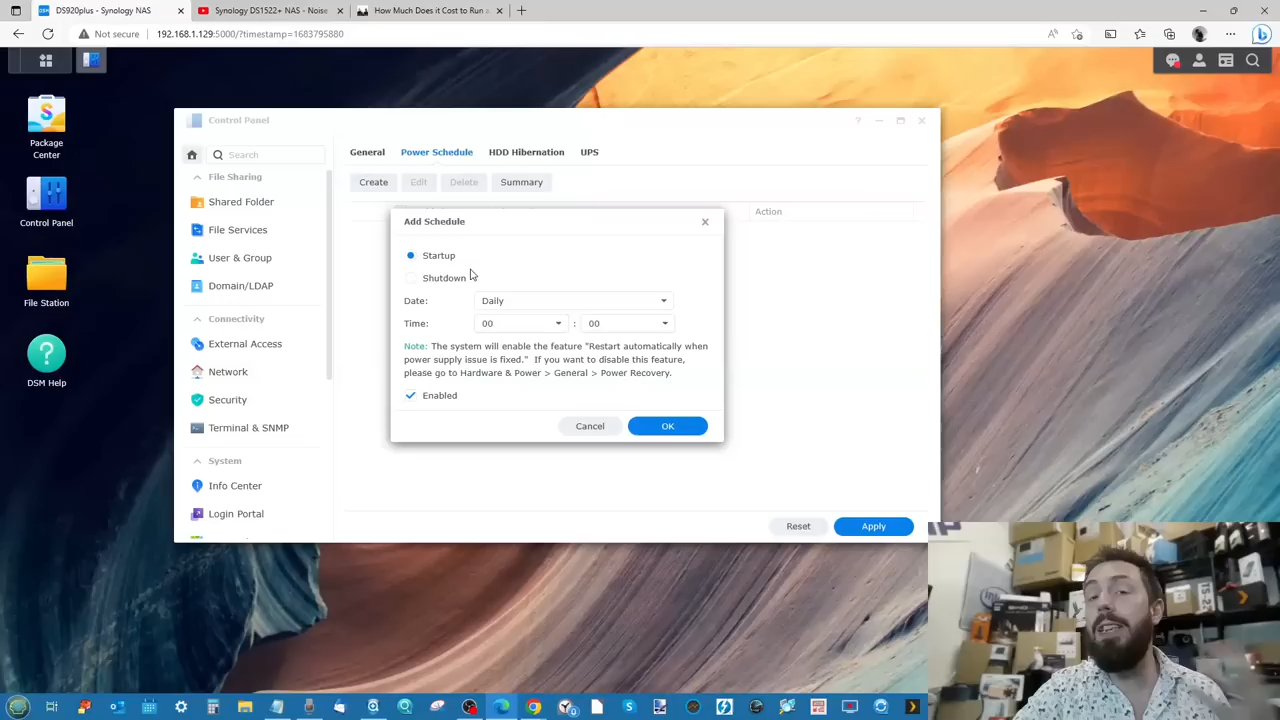 DS920plus - Synology NAS
Synology DS1522+ NAS - Noise
How Much Does it Cost to Run a
Not secure
192.168.1.129:5000/?timestamp=1683795880
Package
Center
Control Panel
File Station
DSM Help
Control Panel
Search
File Sharing
Shared Folder
File Services
User & Group
Domain/LDAP
Connectivity
External Access
Network
Security
Terminal & SNMP
System
Info Center
Login Portal
General
Power Schedule
HDD Hibernation
UPS
Create
Edit
Delete
Summary
Action
Add Schedule
Startup
Shutdown
Date:
Daily
Time:
00
:
00
Note: The system will enable the feature "Restart automatically when
power supply issue is fixed." If you want to disable this feature,
please go to Hardware & Power > General > Power Recovery.
Enabled
Cancel
OK
Reset
Apply